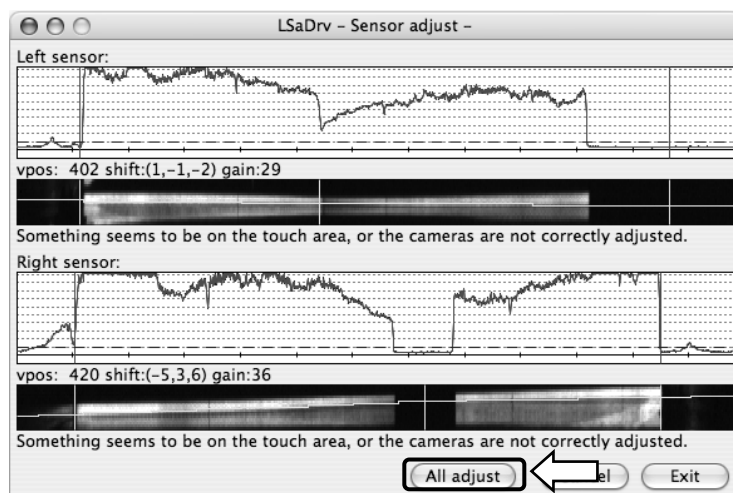 LSaDrv – Sensor adjust –
Left sensor:
vpos: 402 shift:(1,-1,-2) gain:29
Something seems to be on the touch area, or the cameras are not correctly adjusted.
Right sensor:
vpos: 420 shift:(-5,3,6) gain:36
Something seems to be on the touch area, or the cameras are not correctly adjusted.
All adjust Exit